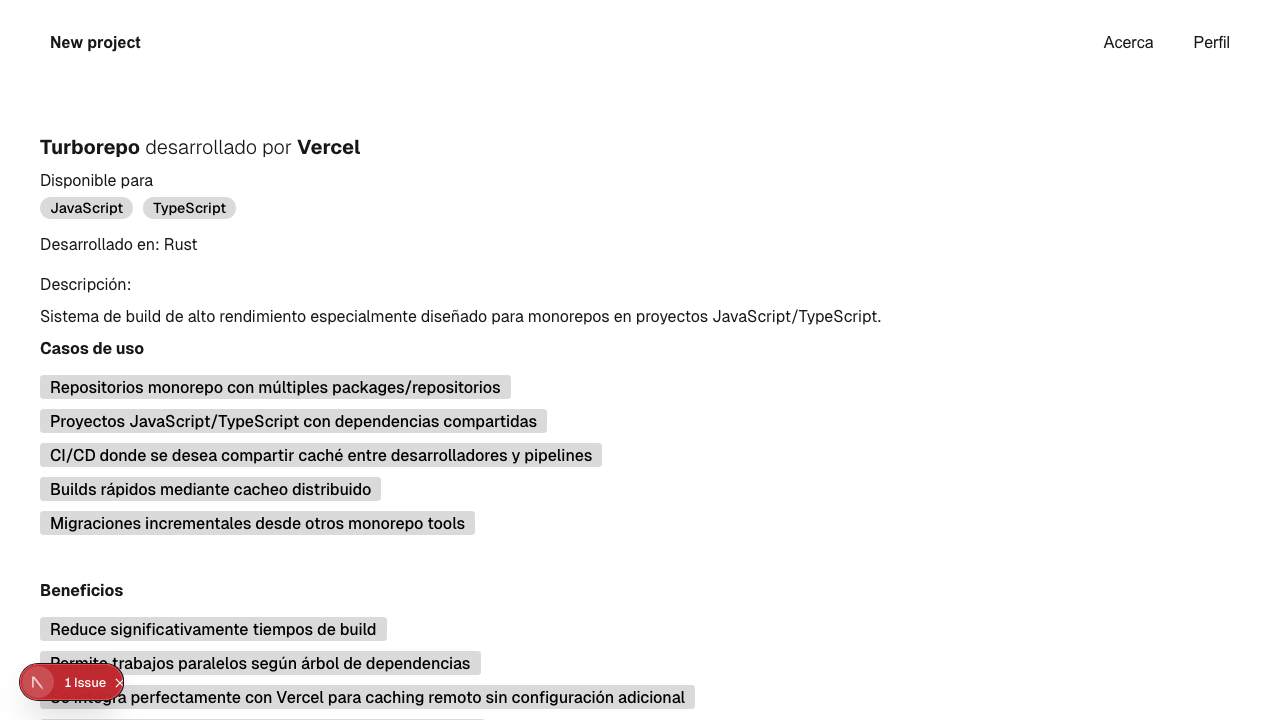 New project
Acerca
Perfil
Turborepo desarrollado por Vercel
Disponible para
JavaScript TypeScript
Desarrollado en: Rust
Descripción:
Sistema de build de alto rendimiento especialmente diseñado para monorepos en proyectos JavaScript/TypeScript.
Casos de uso
Repositorios monorepo con múltiples packages/repositorios
Proyectos JavaScript/TypeScript con dependencias compartidas
CI/CD donde se desea compartir caché entre desarrolladores y pipelines
Builds rápidos mediante cacheo distribuido
Migraciones incrementales desde otros monorepo tools
Beneficios
Reduce significativamente tiempos de build
trabajos paralelos según árbol de dependencias
1 Issue
perfectamente con Vercel para caching remoto sin configuración adicional